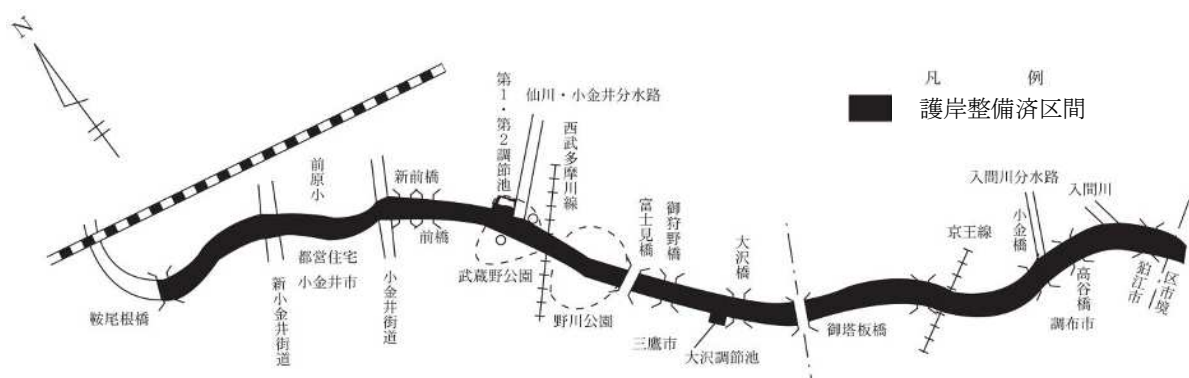 N
前原小
新前橋
第1・第2調節池
仙川・小金井分水路
西武多摩川線
凡 例
護岸整備済区間
富士見橋
御狩野橋
大沢橋
京王線
入間川分水路
小金橋
入間川
鞍尾根橋
新小金井街道
都営住宅
小金井市
小金井街道
前橋
武蔵野公園
野川公園
三鷹市
大沢調節池
御塔板橋
高谷橋
調布市
狛江市
区市境